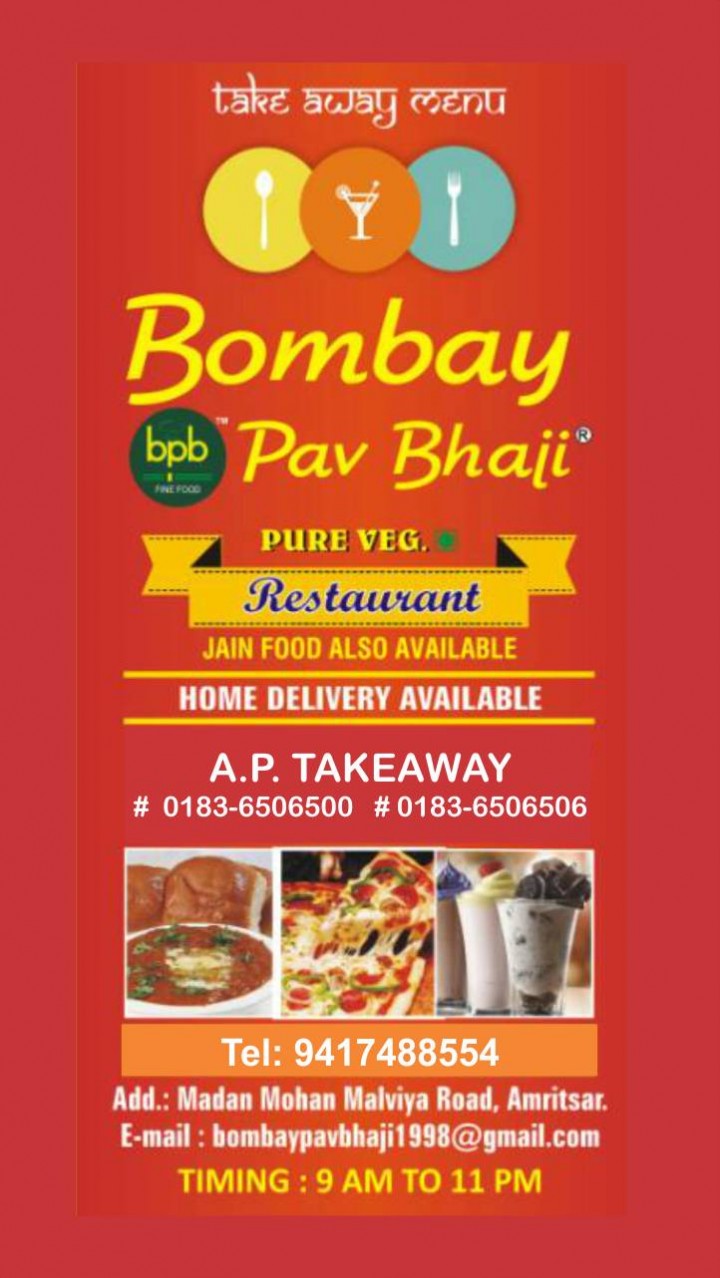 take away menu
Bombay
bpb
FINE FOOD
™
Pav Bhaji®
PURE VEG.
Restaurant
JAIN FOOD ALSO AVAILABLE
HOME DELIVERY AVAILABLE
A.P. TAKEAWAY
# 0183-6506500 # 0183-6506506
Tel: 9417488554
Add.: Madan Mohan Malviya Road, Amritsar.
E-mail : bombaypavbhaji1998@gmail.com
TIMING : 9 AM TO 11 PM